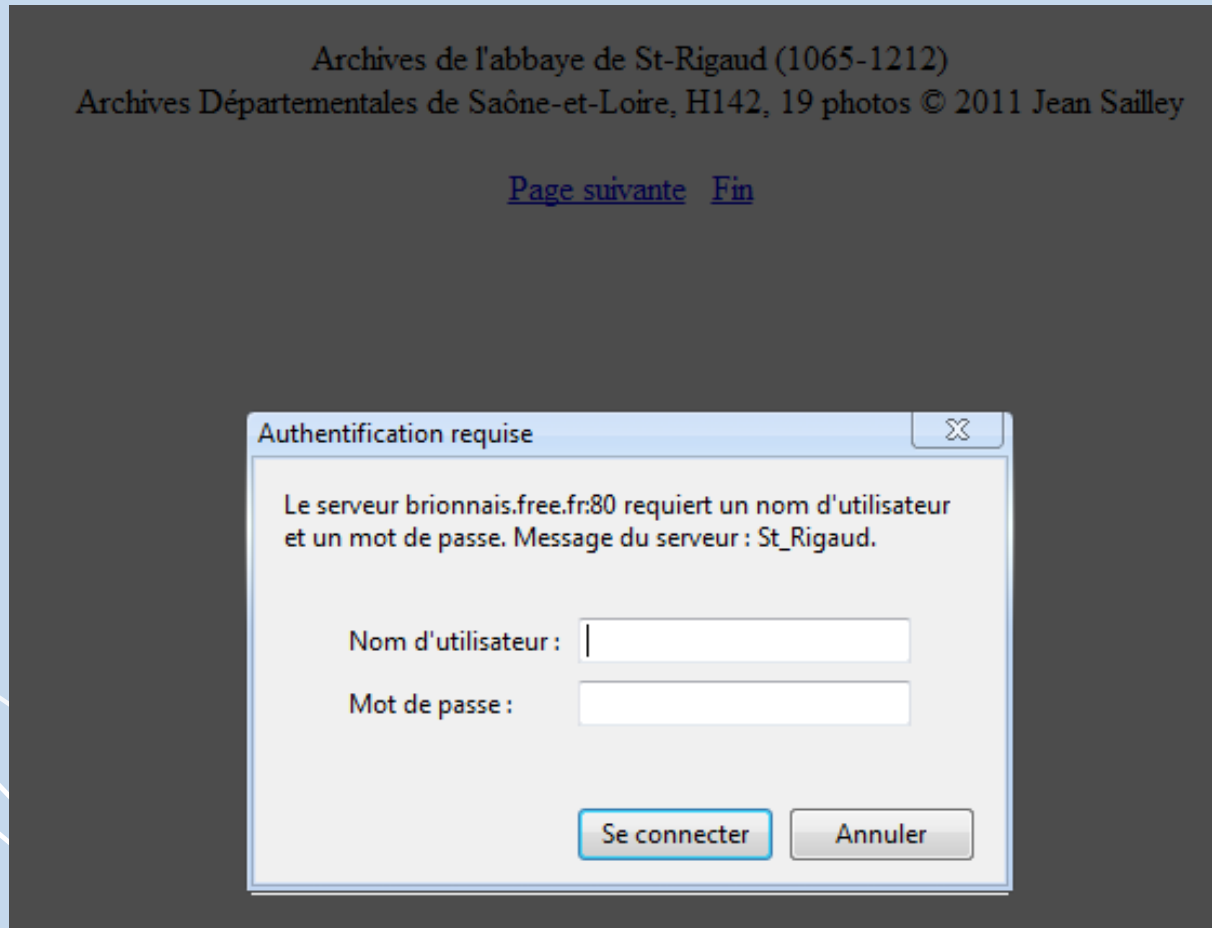 Archives de l'abbaye de St-Rigaud (1065-1212)
Archives Départementales de Saône-et-Loire, H142, 19 photos © 2011 Jean Sailley
Page suivante Fin
Authentification requise
Le serveur brionnais.free.fr:80 requiert un nom d'utilisateur
et un mot de passe. Message du serveur : St_Rigaud.
Nom d'utilisateur :
Mot de passe :
Se connecter Annuler